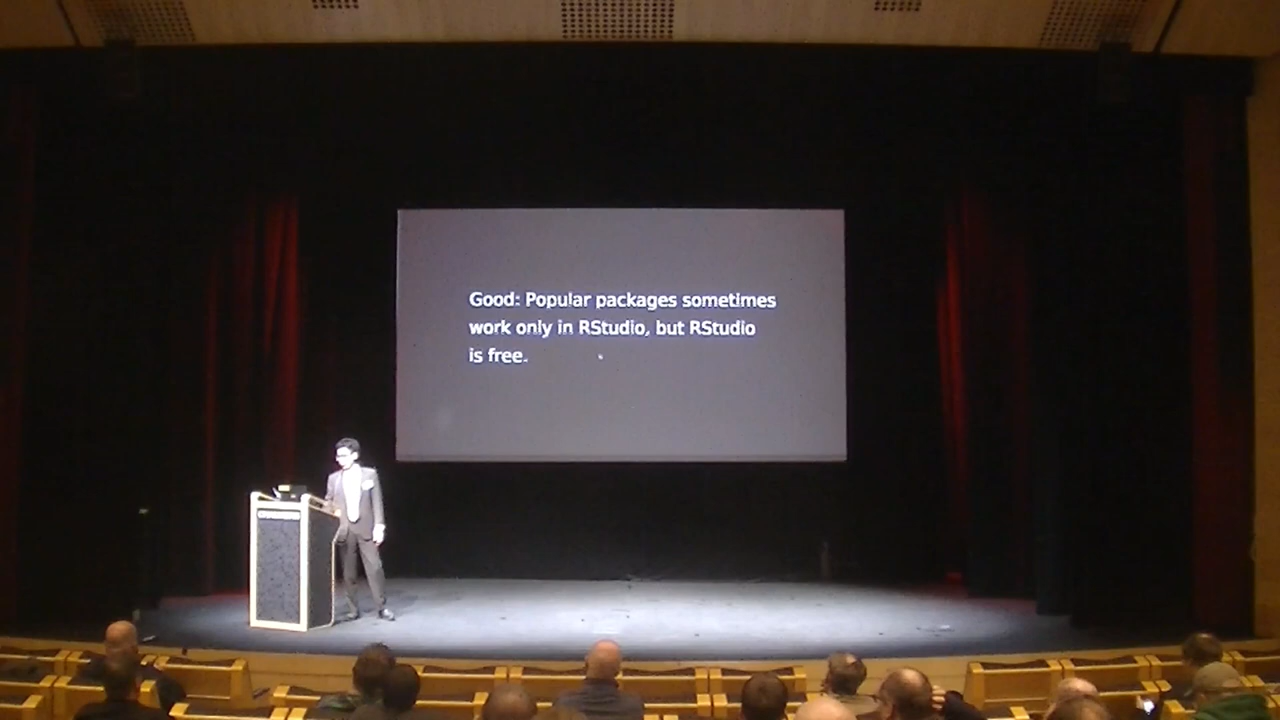 Good: Popular packages sometimes
work only in RStudio, but RStudio
is free.